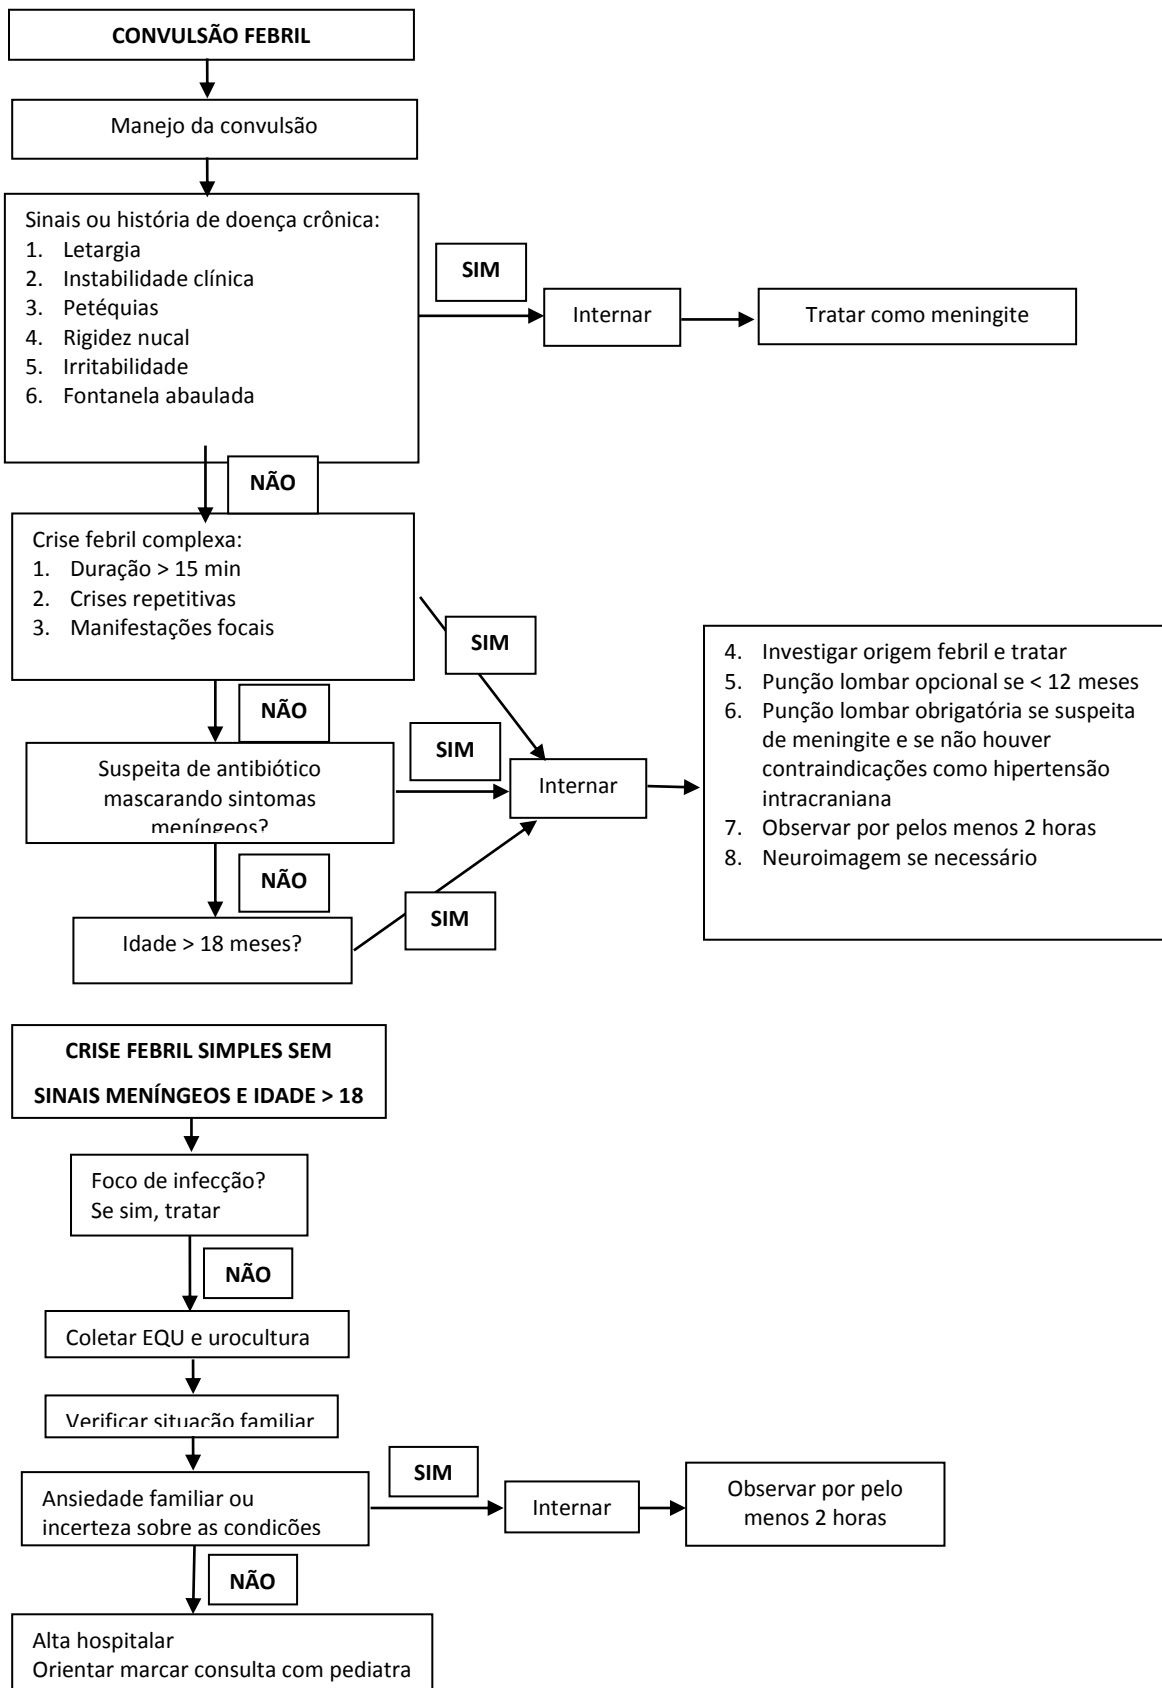 CONVULSÃO FEBRIL
Manejo da convulsão
Sinais ou história de doença crônica:
1. Letargia
2. Instabilidade clínica
3. Petéquias
4. Rigidez nucal
5. Irritabilidade
6. Fontanela abaulada
SIM
Internar
Tratar como meningite
NÃO
Crise febril complexa:
1. Duração > 15 min
2. Crises repetitivas
3. Manifestações focais
SIM
NÃO
Suspeita de antibiótico
mascarando sintomas
meníngeos?
SIM
Internar
4. Investigar origem febril e tratar
5. Punção lombar opcional se < 12 meses
6. Punção lombar obrigatória se suspeita
de meningite e se não houver
contraindicações como hipertensão
intracraniana
7. Observar por pelos menos 2 horas
8. Neuroimagem se necessário
NÃO
Idade > 18 meses?
SIM
CRISE FEBRIL SIMPLES SEM
SINAIS MENÍNGEOS E IDADE > 18
Foco de infecção?
Se sim, tratar
NÃO
Coletar EQU e urocultura
Verificar situação familiar
Ansiedade familiar ou
incerteza sobre as condições
SIM
Internar
Observar por pelo
menos 2 horas
NÃO
Alta hospitalar
Orientar marcar consulta com pediatra